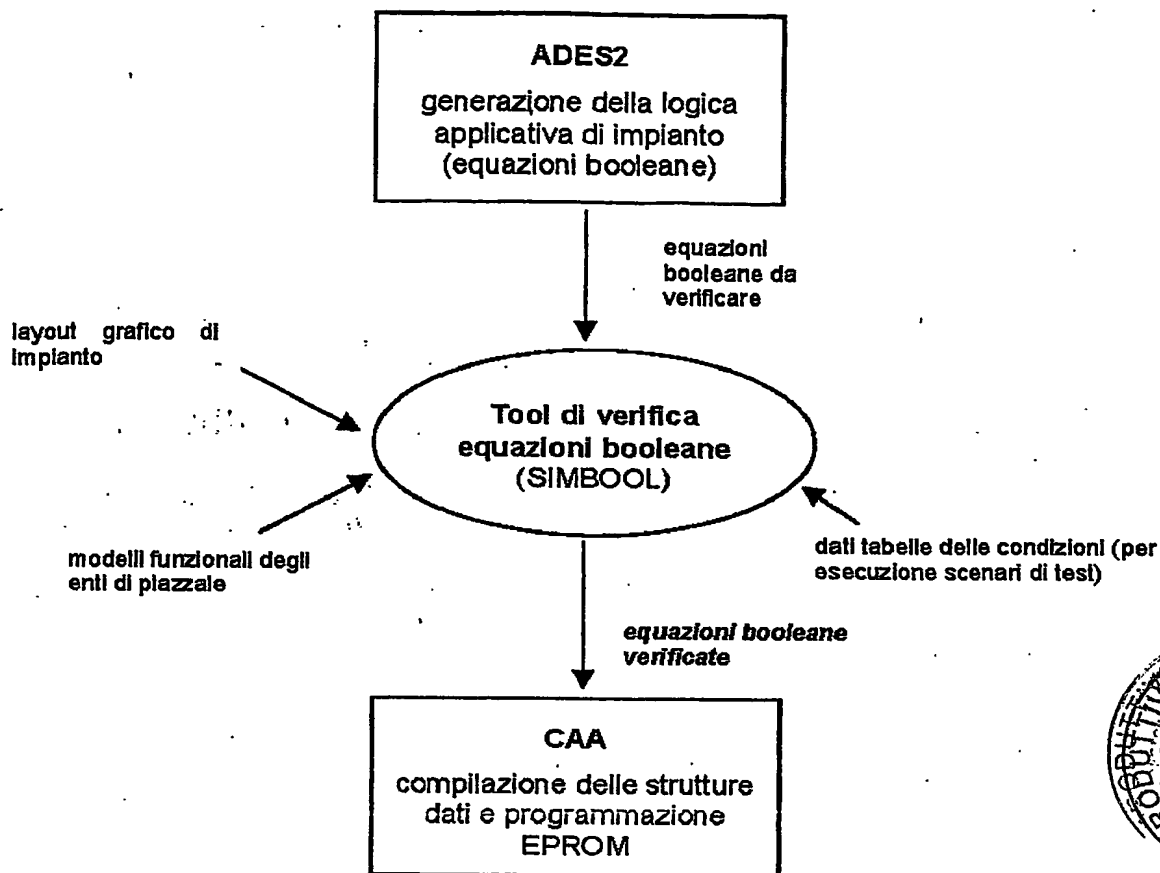 ADES2
generazione della logica
applicativa di impianto
(equazioni booleane)
equazioni
booleane da
verificare
layout grafico di
impianto
Tool di verifica
equazioni booleane
(SIMBOOL)
modelli funzionali degli
enti di piazzale
dati tabelle delle condizioni (per
esecuzione scenari di test)
equazioni booleane
verificate
CAA
compilazione delle strutture
dati e programmazione
EPROM